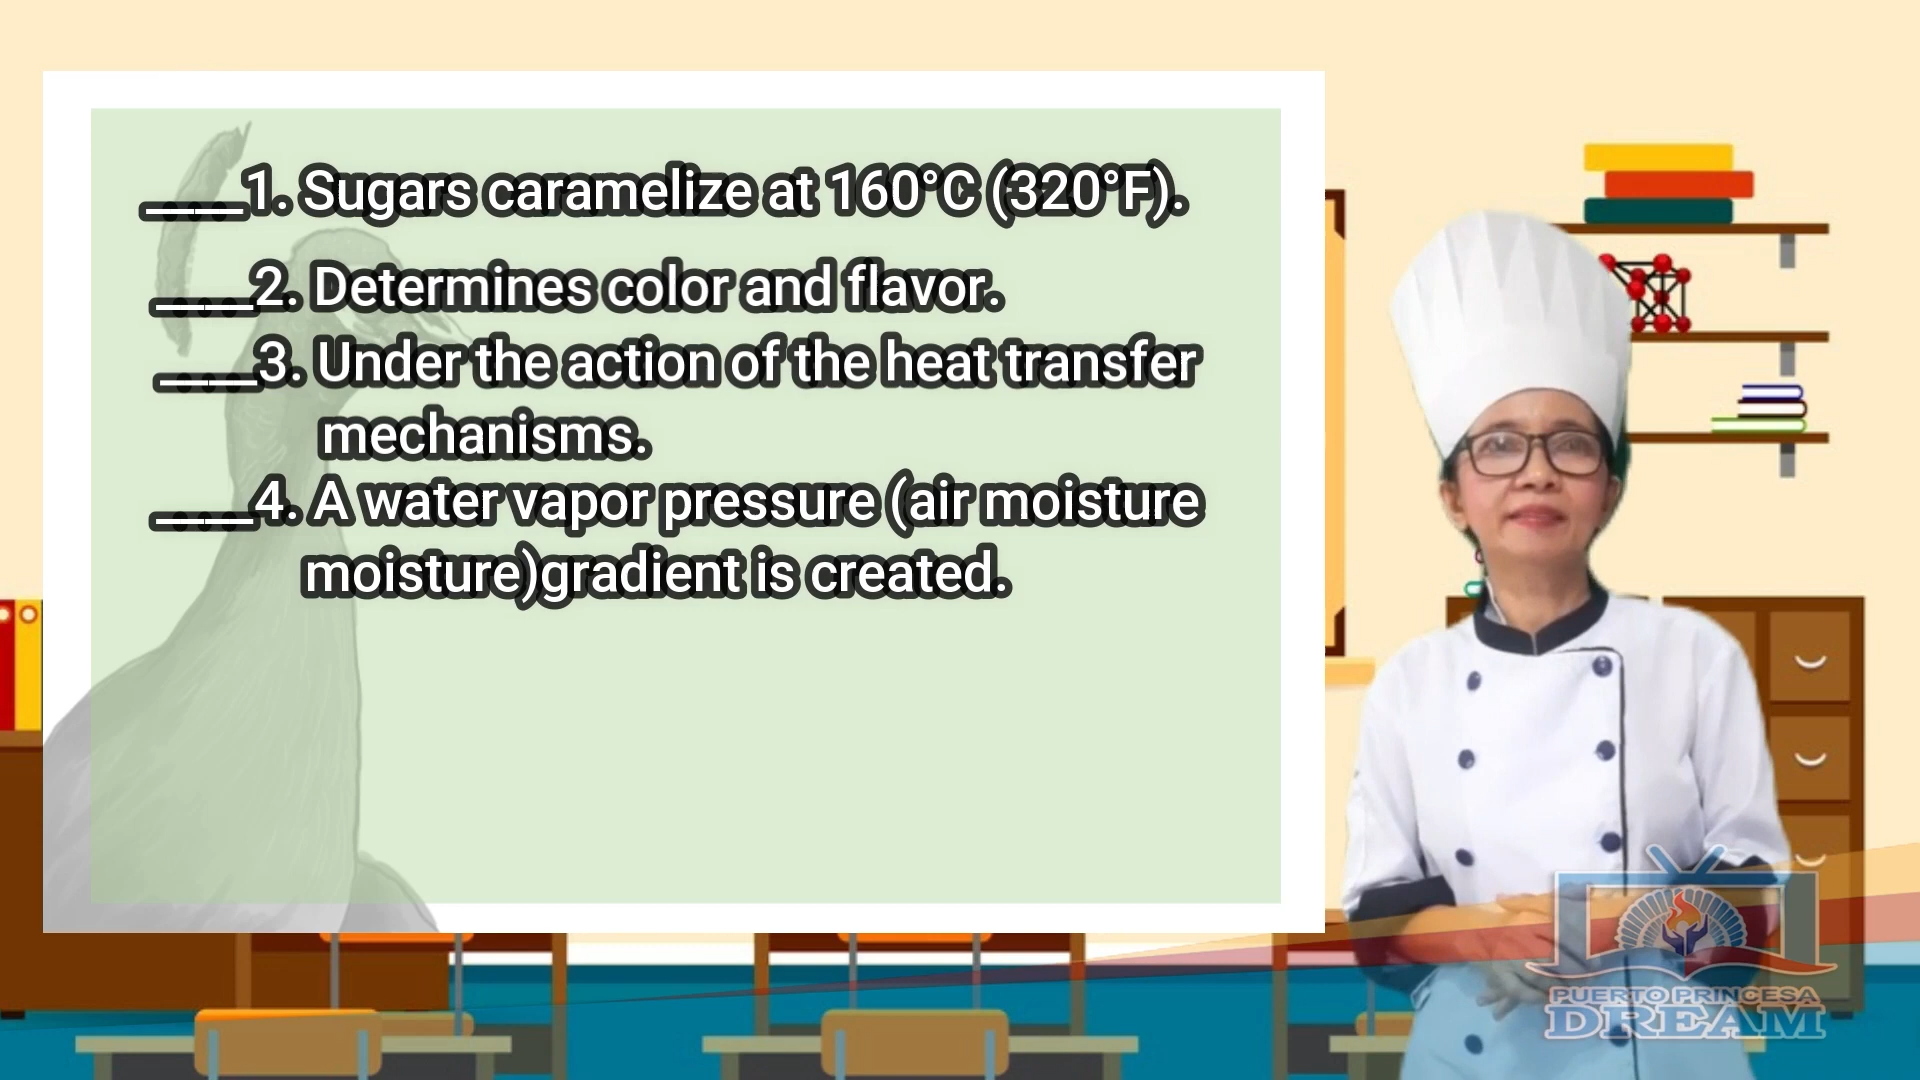 ____1. Sugars caramelize at 160°C (320°F).
____2. Determines color and flavor.
____3. Under the action of the heat transfer
mechanisms.
____4. A water vapor pressure (air moisture
moisture)gradient is created.
PUERTO PRINCESA
DREAM